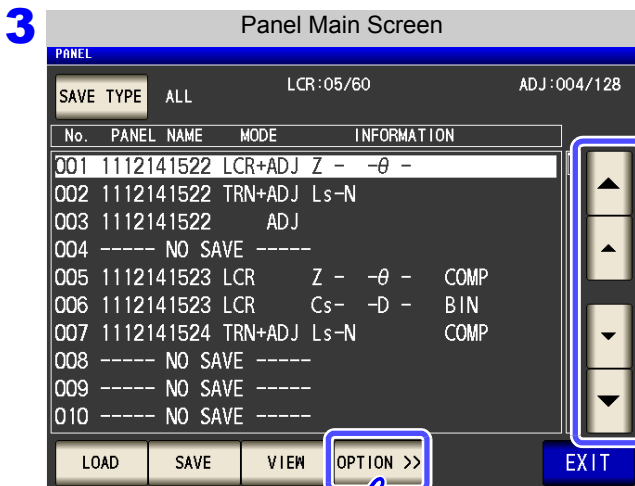 3
Panel Main Screen
PANEL
SAVE TYPE ALL LCR:05/60 ADJ:004/128
No. PANEL NAME MODE INFORMATION
001 1112141522 LCR+ADJ Z - -θ -
002 1112141522 TRN+ADJ Ls-N
003 1112141522 ADJ
004 ----- NO SAVE -----
005 1112141523 LCR Z - -θ - COMP
006 1112141523 LCR Cs- -D - BIN
007 1112141524 TRN+ADJ Ls-N COMP
008 ----- NO SAVE -----
009 ----- NO SAVE -----
010 ----- NO SAVE -----
LOAD SAVE VIEW OPTION >> EXIT